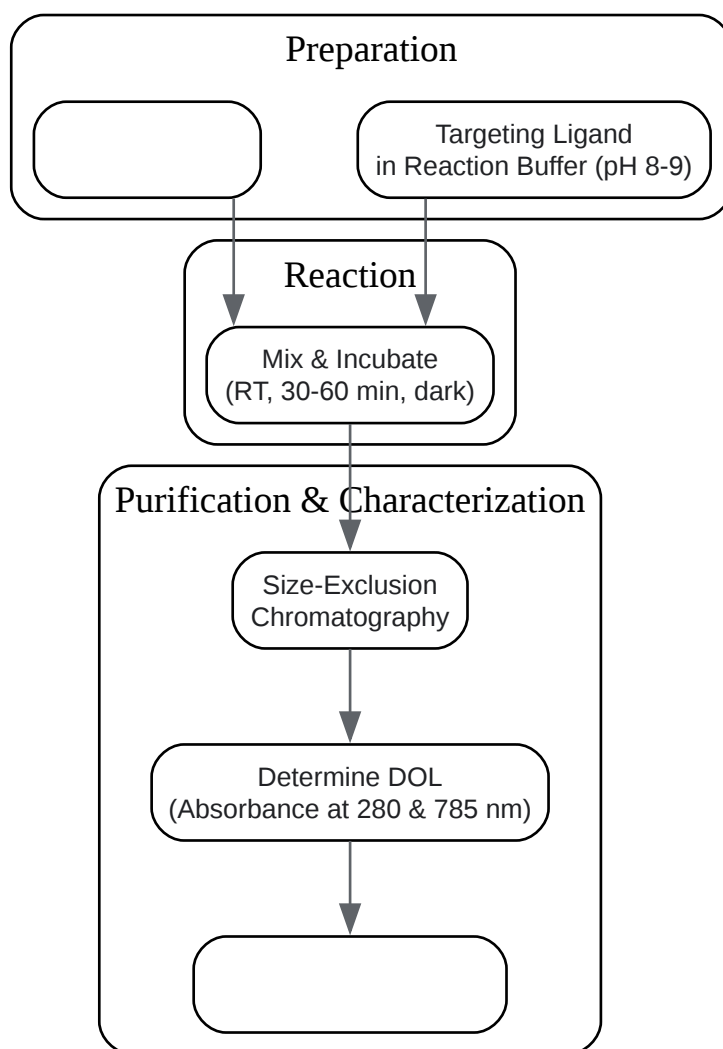 Preparation
Targeting Ligand
in Reaction Buffer (pH 8-9)
Reaction
Mix & Incubate
(RT, 30-60 min, dark)
Purification & Characterization
Size-Exclusion
Chromatography
Determine DOL
(Absorbance at 280 & 785 nm)